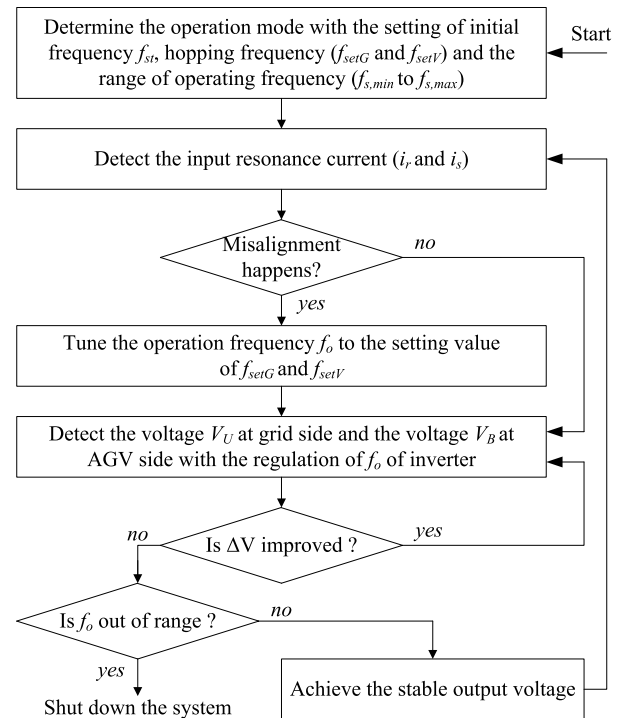 Start
Determine the operation mode with the setting of initial
frequency fst, hopping frequency (fsetG and fsetV) and the
range of operating frequency (fs,min to fs,max)
Detect the input resonance current (ir and is)
Misalignment
happens?
no
yes
Tune the operation frequency fo to the setting value
of fsetG and fsetV
Detect the voltage VU at grid side and the voltage VB at
AGV side with the regulation of fo of inverter
Is ΔV improved ?
yes
no
Is fo out of range ?
no
yes
Shut down the system
Achieve the stable output voltage